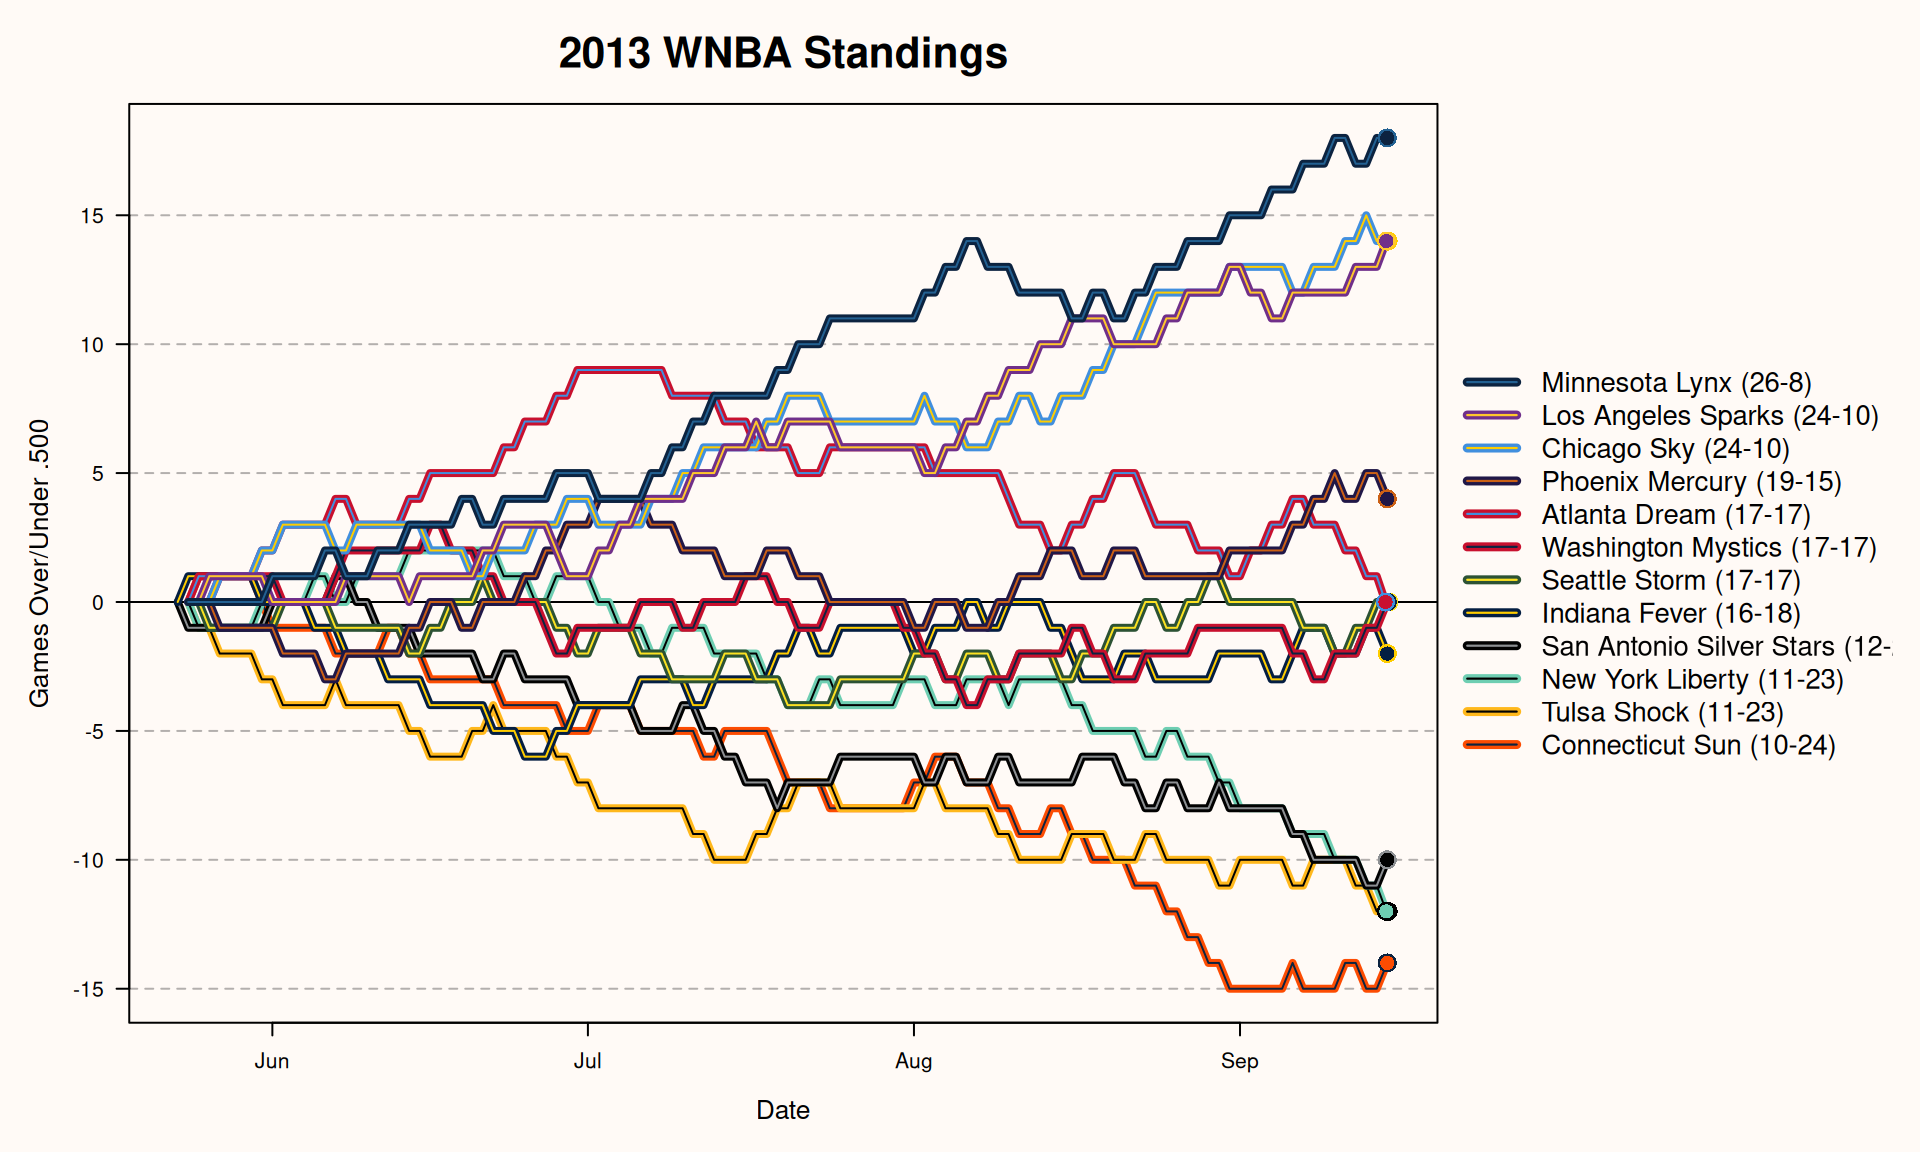 2013 WNBA Standings
Games Over/Under .500
15
10
5
0
-5
-10
-15
Jun
Jul
Aug
Sep
Date
Minnesota Lynx (26-8)
Los Angeles Sparks (24-10)
Chicago Sky (24-10)
Phoenix Mercury (19-15)
Atlanta Dream (17-17)
Washington Mystics (17-17)
Seattle Storm (17-17)
Indiana Fever (16-18)
San Antonio Silver Stars (12-
New York Liberty (11-23)
Tulsa Shock (11-23)
Connecticut Sun (10-24)